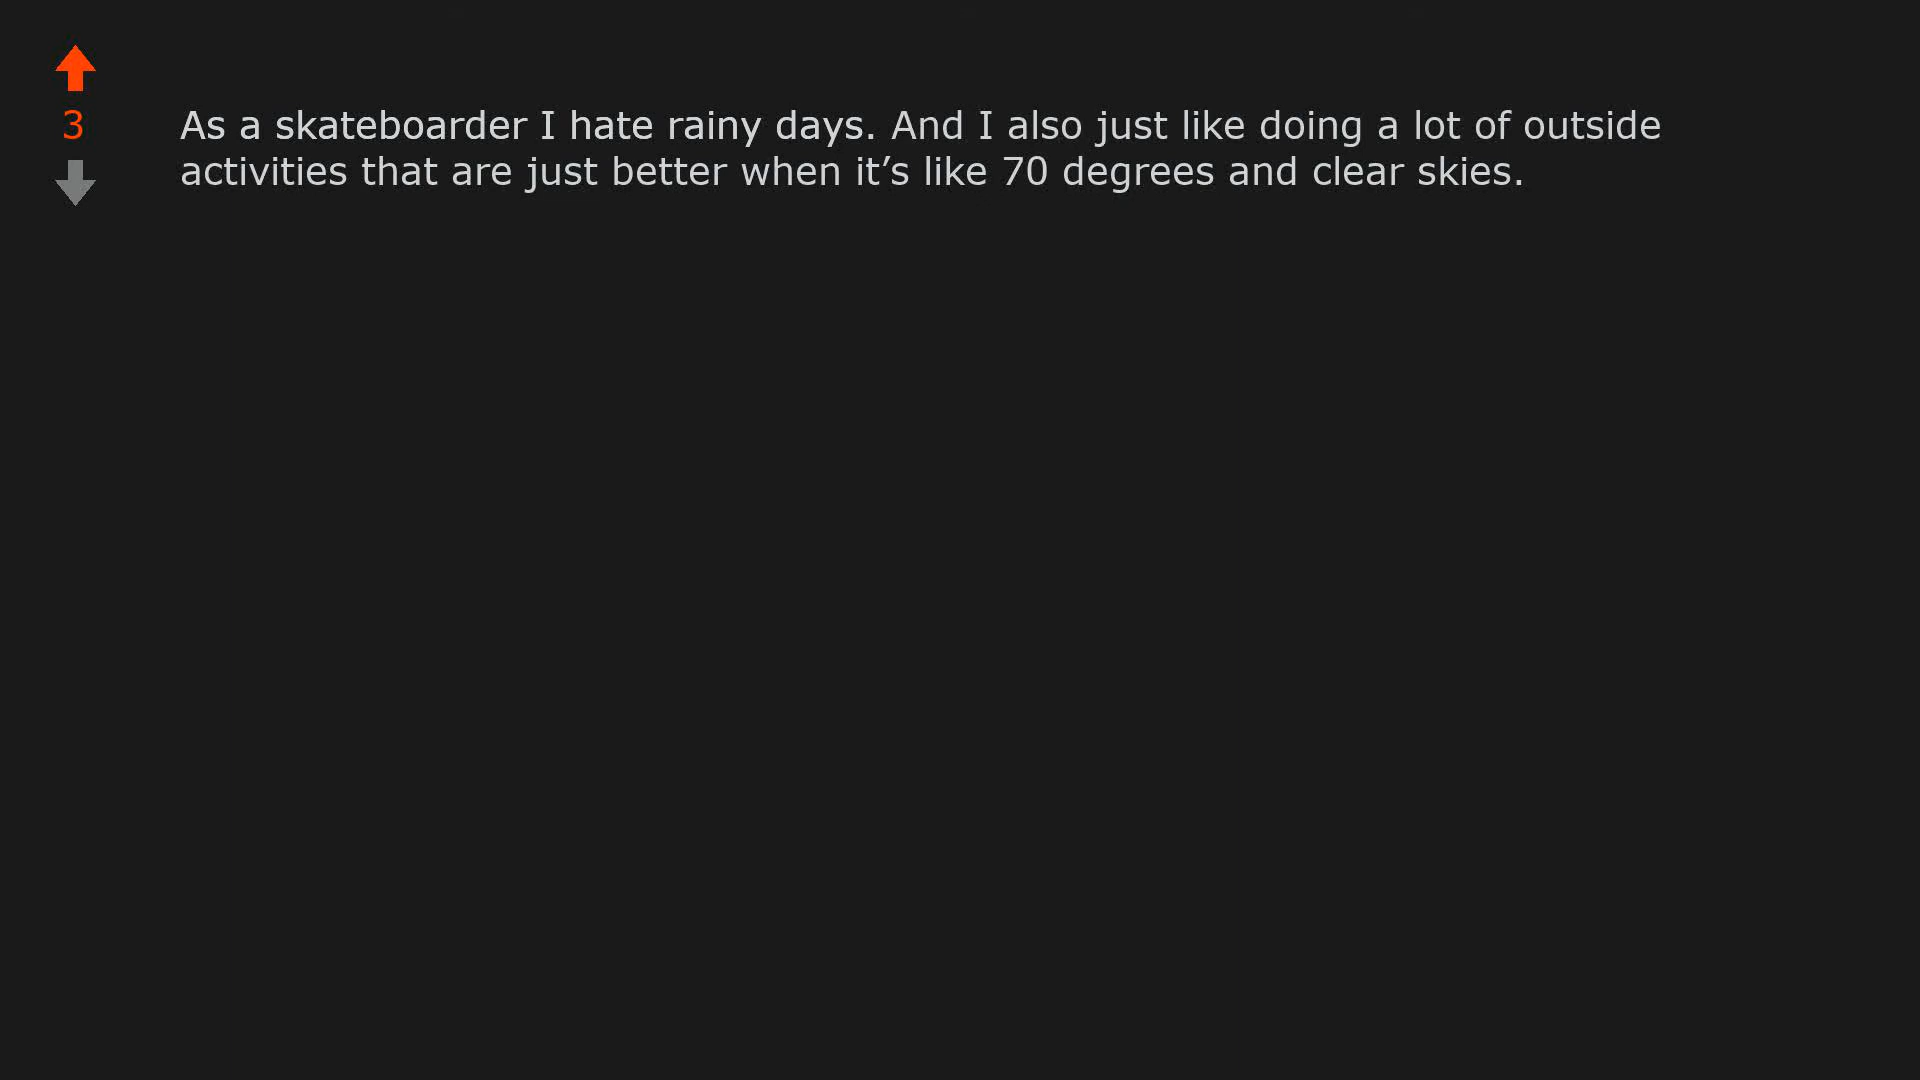 3
As a skateboarder I hate rainy days. And I also just like doing a lot of outside
activities that are just better when it’s like 70 degrees and clear skies.